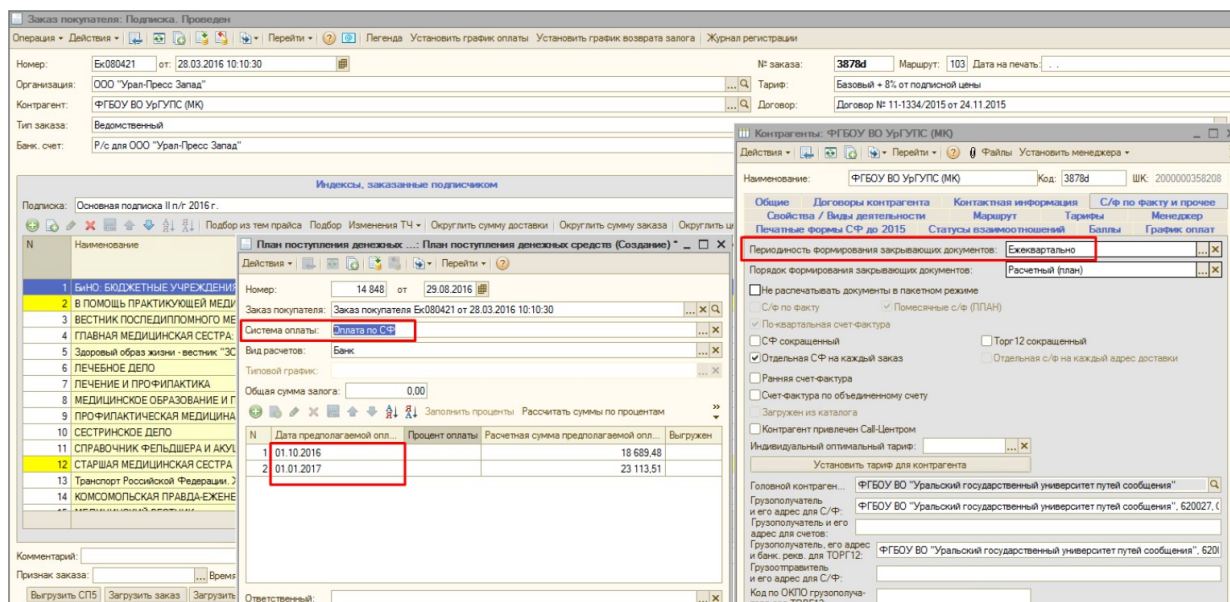 Заказ покупателя: Подписка. Проведен
Операция Действия Перейти Легенда Установить график оплаты Установить график возврата залога Журнал регистрации
Номер: Ек080421 от: 28.03.2016 10:10:30 № заказа: 3878d Маршрут: 103 Дата на печать: . .
Организация: ООО "Урал-Пресс Запад" Тариф: Базовый + 8% от подписной цены
Контрагент: ФГБОУ ВО УрГУПС (МК) Договор: Договор № 11-1334/2015 от 24.11.2015
Тип заказа: Ведомственный
Банк. счет: Р/с для ООО "Урал-Пресс Запад"
Индексы, заказанные подписчиком
Подписка: Основная подписка II п/г 2016 г.
Подбор из тем прайса Подбор Изменения ТЧ Округлить сумму доставки Округлить сумму заказа
N Наименование
1 БиНО: БЮДЖЕТНЫЕ УЧРЕЖДЕНИЯ
2 В ПОМОЩЬ ПРАКТИКУЮЩЕЙ МЕДИ
3 ВЕСТНИК ПОСЛЕДИПЛОМНОГО МЕ
4 ГЛАВНАЯ МЕДИЦИНСКАЯ СЕСТРА:
5 Здоровый образ жизни - вестник "ЗО
6 ЛЕЧЕБНОЕ ДЕЛО
7 ЛЕЧЕНИЕ И ПРОФИЛАКТИКА
8 МЕДИЦИНСКОЕ ОБРАЗОВАНИЕ И П
9 ПРОФИЛАКТИЧЕСКАЯ МЕДИЦИНА
10 СЕСТРИНСКОЕ ДЕЛО
11 СПРАВОЧНИК ФЕЛЬДШЕРА И АКУШ
12 СТАРШАЯ МЕДИЦИНСКАЯ СЕСТРА
13 Транспорт Российской Федерации.
14 КОМСОМОЛЬСКАЯ ПРАВДА-ЕЖЕНЕ
Комментарий:
Признак заказа: Время
Выгрузить СП5 Загрузить заказ Загрузить
План поступления денежных ...: План поступления денежных средств (Создание) *
Действия Перейти
Номер: 14 848 от 29.08.2016
Заказ покупателя: Заказ покупателя Ек080421 от 28.03.2016 10:10:30
Система оплаты: Оплата по СФ
Вид расчетов: Банк
Типовой график:
Общая сумма залога: 0,00
Заполнить проценты Рассчитать суммы по процентам
N Дата предполагаемой опл... Процент оплаты Расчетная сумма предполагаемой опл... Выгружен
1 01.10.2016 18 689,48
2 01.01.2017 23 113,51
Ответственный:
Контрагенты: ФГБОУ ВО УрГУПС (МК)
Действия Перейти Файлы Установить менеджера
Наименование: ФГБОУ ВО УрГУПС (МК) Код: 3878d ШК: 2000000358208
Общие Договоры контрагента Контактная информация С/ф по факту и прочее
Свойства / Виды деятельности Маршрут Тарифы Менеджер
Печатные формы СФ до 2015 Статусы взаимоотношений Баллы График оплат
Периодиность формирования закрывающих документов: Ежеквартально
Порядок формирования закрывающих документов: Расчетный (план)
Не распечатывать документы в пакетном режиме
С/ф по факту Помесячные с/ф (ПЛАН)
По-квартальная счет-фактура
СФ сокращенный Торг12 сокращенный
Отдельная СФ на каждый заказ Отдельная с/ф на каждый адрес доставки
Ранняя счет-фактура
Счет-фактура по объединенному счету
Загружен из каталога
Контрагент привлечен Call-Центром
Индивидуальный оптимальный тариф:
Установить тариф для контрагента
Головной контраген... ФГБОУ ВО "Уральский государственный университет путей сообщения"
Грузополучатель
и его адрес для С/Ф: ФГБОУ ВО "Уральский государственный университет путей сообщения", 620027,
Грузополучатель и его
адрес для счетов:
Грузополучатель, его адрес
и банк. рекв. для ТОРГ12: ФГБОУ ВО "Уральский государственный университет путей сообщения", 620
Грузоотправитель
и его адрес для С/Ф:
Код по ОКПО грузополуча-